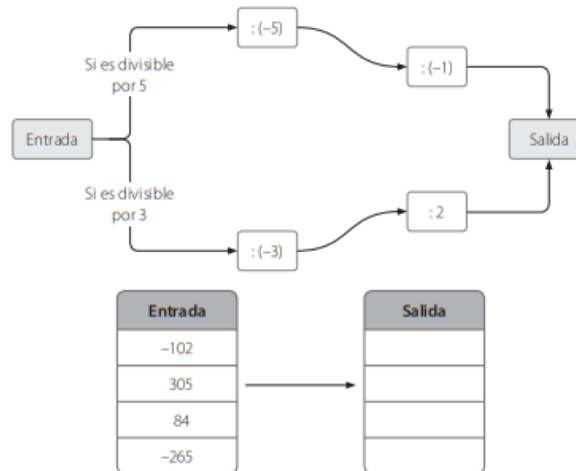 : (–5)
Si es divisible
por 5
: (–1)
Entrada
Salida
Si es divisible
por 3
: 2
: (–3)
Entrada
Salida
–102
305
84
–265